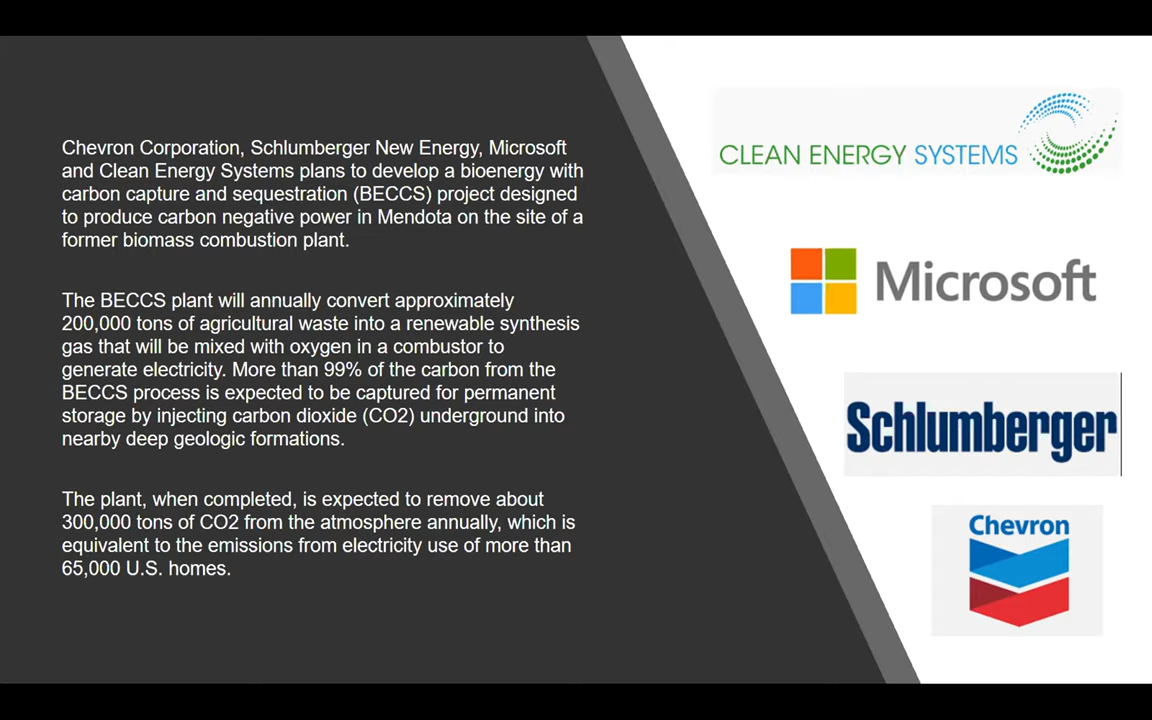 Chevron Corporation, Schlumberger New Energy, Microsoft
and Clean Energy Systems plans to develop a bioenergy with
carbon capture and sequestration (BECCS) project designed
to produce carbon negative power in Mendota on the site of a
former biomass combustion plant.
The BECCS plant will annually convert approximately
200,000 tons of agricultural waste into a renewable synthesis
gas that will be mixed with oxygen in a combustor to
generate electricity. More than 99% of the carbon from the
BECCS process is expected to be captured for permanent
storage by injecting carbon dioxide (CO2) underground into
nearby deep geologic formations.
The plant, when completed, is expected to remove about
300,000 tons of CO2 from the atmosphere annually, which is
equivalent to the emissions from electricity use of more than
65,000 U.S. homes.
CLEAN ENERGY SYSTEMS
Microsoft
Schlumberger
Chevron